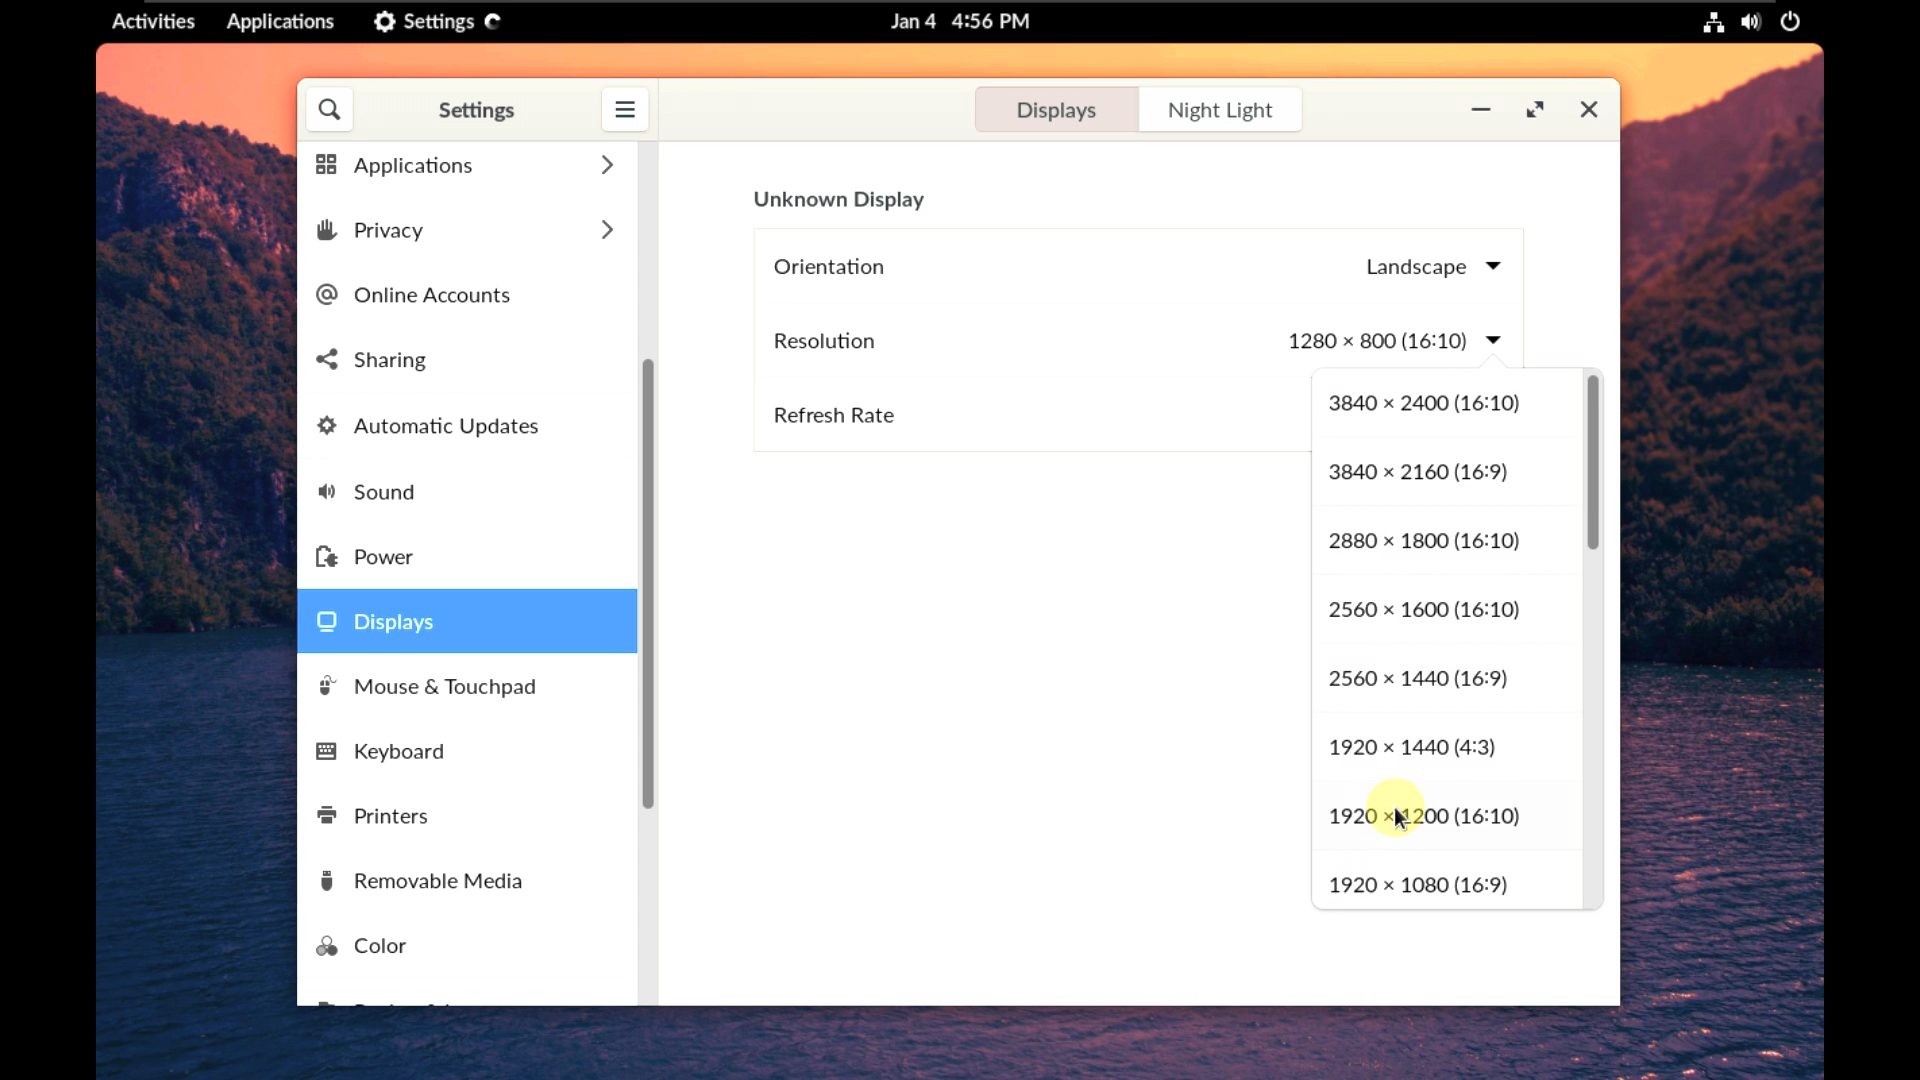 Activities Applications Settings Jan 4 4:56 PM
Settings Displays Night Light
Applications
Privacy
Online Accounts
Sharing
Automatic Updates
Sound
Power
Displays
Mouse & Touchpad
Keyboard
Printers
Removable Media
Color
Unknown Display
Orientation Landscape
Resolution 1280 × 800 (16:10)
Refresh Rate
3840 × 2400 (16:10)
3840 × 2160 (16:9)
2880 × 1800 (16:10)
2560 × 1600 (16:10)
2560 × 1440 (16:9)
1920 × 1440 (4:3)
1920 × 1200 (16:10)
1920 × 1080 (16:9)